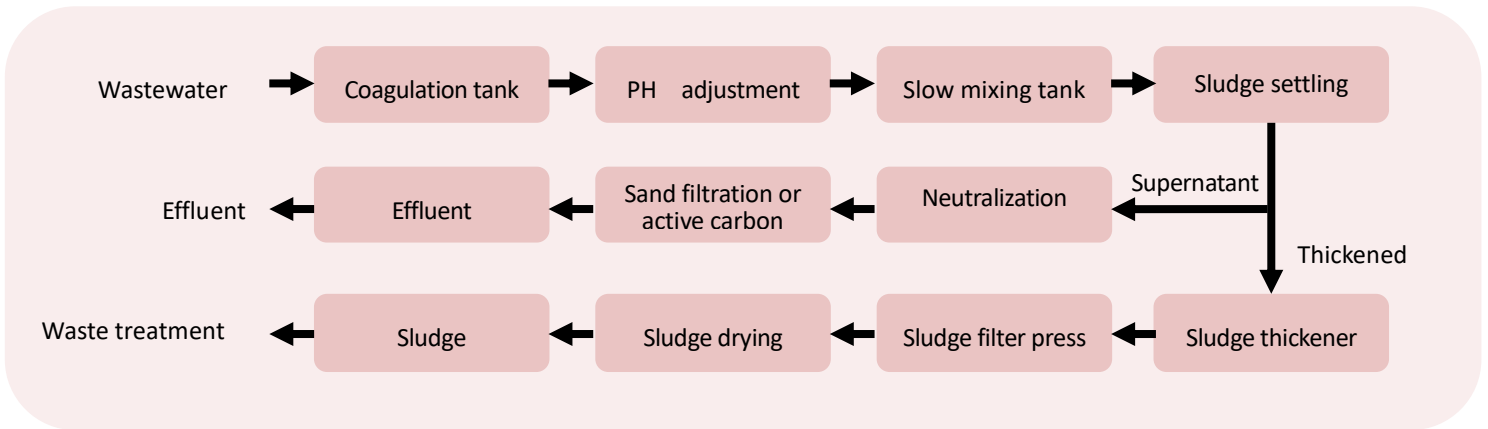 Wastewater
Coagulation tank
PH adjustment
Slow mixing tank
Sludge settling
Supernatant
Neutralization
Sand filtration or
active carbon
Effluent
Effluent
Thickened
Sludge thickener
Sludge filter press
Sludge drying
Sludge
Waste treatment